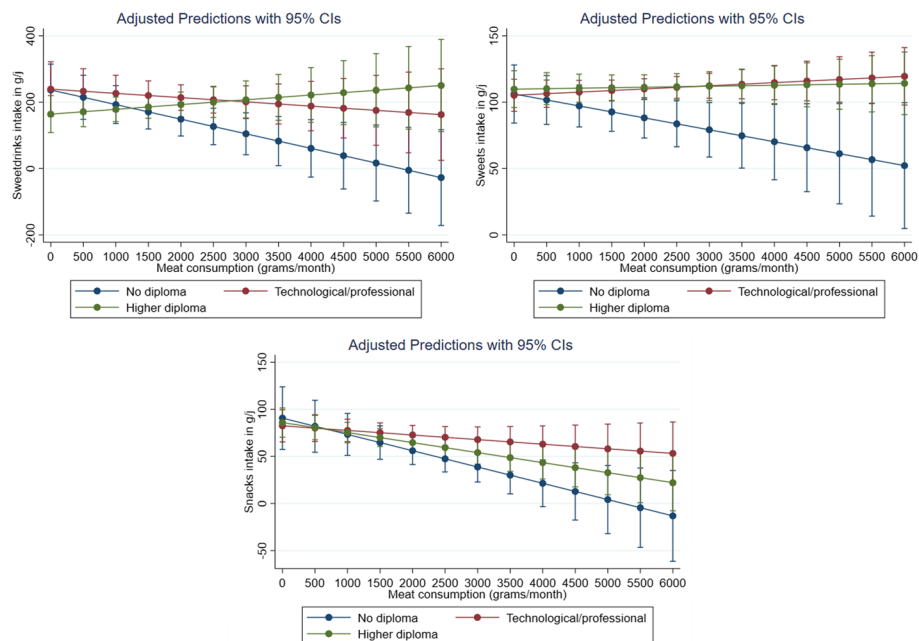 Adjusted Predictions with 95% CIs
Sweetdrinks intake in g/j
400
200
0
-200
0 500 1000 1500 2000 2500 3000 3500 4000 4500 5000 5500 6000
Meat consumption (grams/month)
No diploma Technological/professional
Higher diploma
Adjusted Predictions with 95% CIs
Sweets intake in g/j
150
100
50
0
0 500 1000 1500 2000 2500 3000 3500 4000 4500 5000 5500 6000
Meat consumption (grams/month)
No diploma Technological/professional
Higher diploma
Adjusted Predictions with 95% CIs
Snacks intake in g/j
150
100
50
0
-50
0 500 1000 1500 2000 2500 3000 3500 4000 4500 5000 5500 6000
Meat consumption (grams/month)
No diploma Technological/professional
Higher diploma